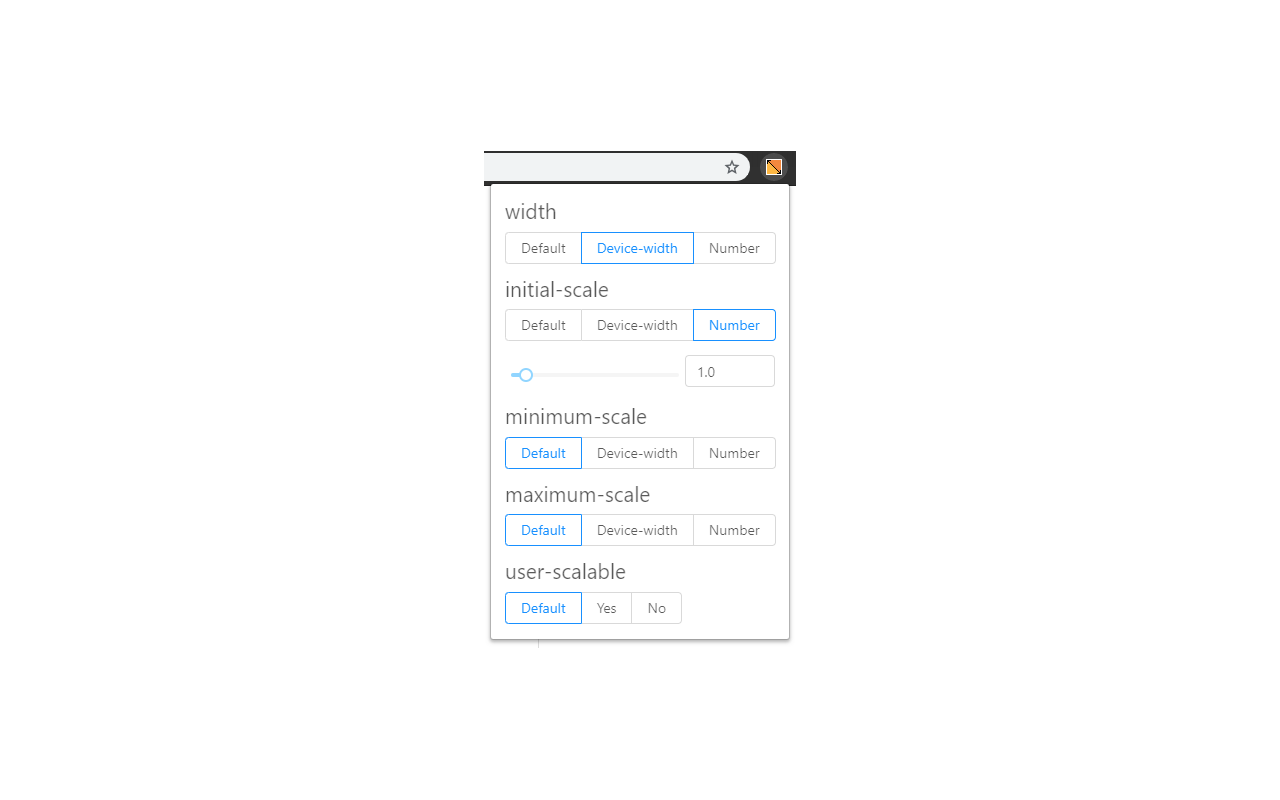 width
Default Device-width Number
initial-scale
Default Device-width Number
1.0
minimum-scale
Default Device-width Number
maximum-scale
Default Device-width Number
user-scalable
Default Yes No